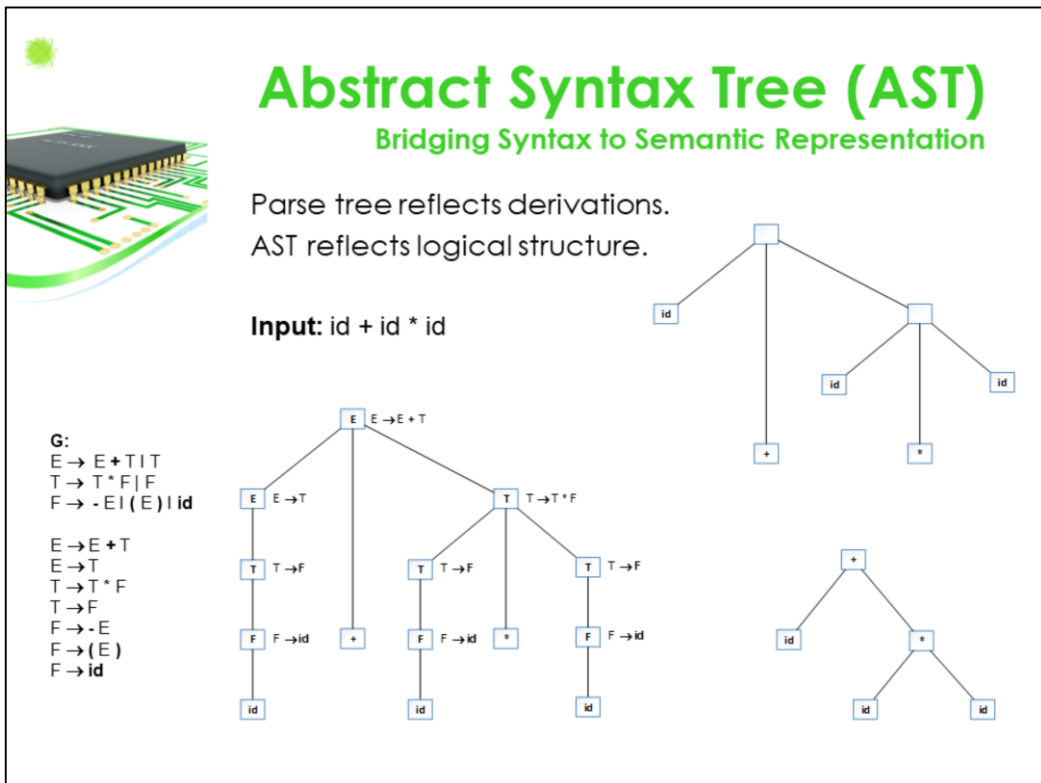 Abstract Syntax Tree (AST)
Bridging Syntax to Semantic Representation
Parse tree reflects derivations.
AST reflects logical structure.
Input: id + id * id
id
id
id
+
*
G:
E → E + T | T
T → T * F | F
F → - E | ( E ) | id
E → E + T
E → T
T → T * F
T → F
F → - E
F → ( E )
F → id
E E → E + T
E E → T
T T → T * F
T T → F
T T → F
T T → F
F F → id
+
F F → id
*
F F → id
id
id
id
+
id
*
id
id